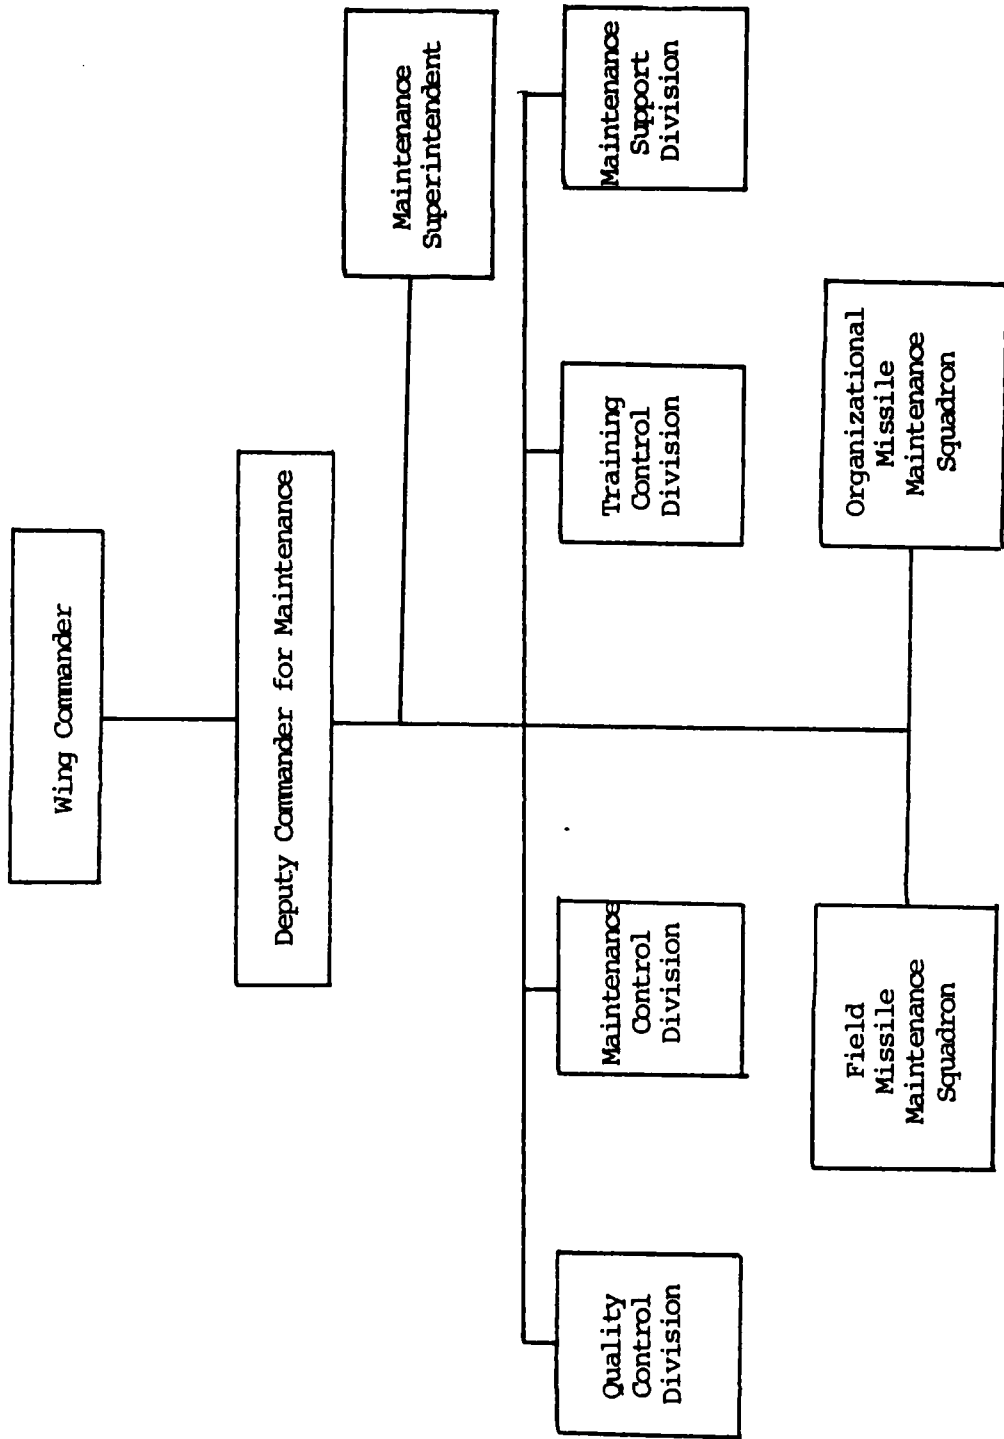 Wing Commander
Deputy Commander for Maintenance
Maintenance
Superintendent
Quality
Control
Division
Maintenance
Control
Division
Training
Control
Division
Maintenance
Support
Division
Field
Missile
Maintenance
Squadron
Organizational
Missile
Maintenance
Squadron